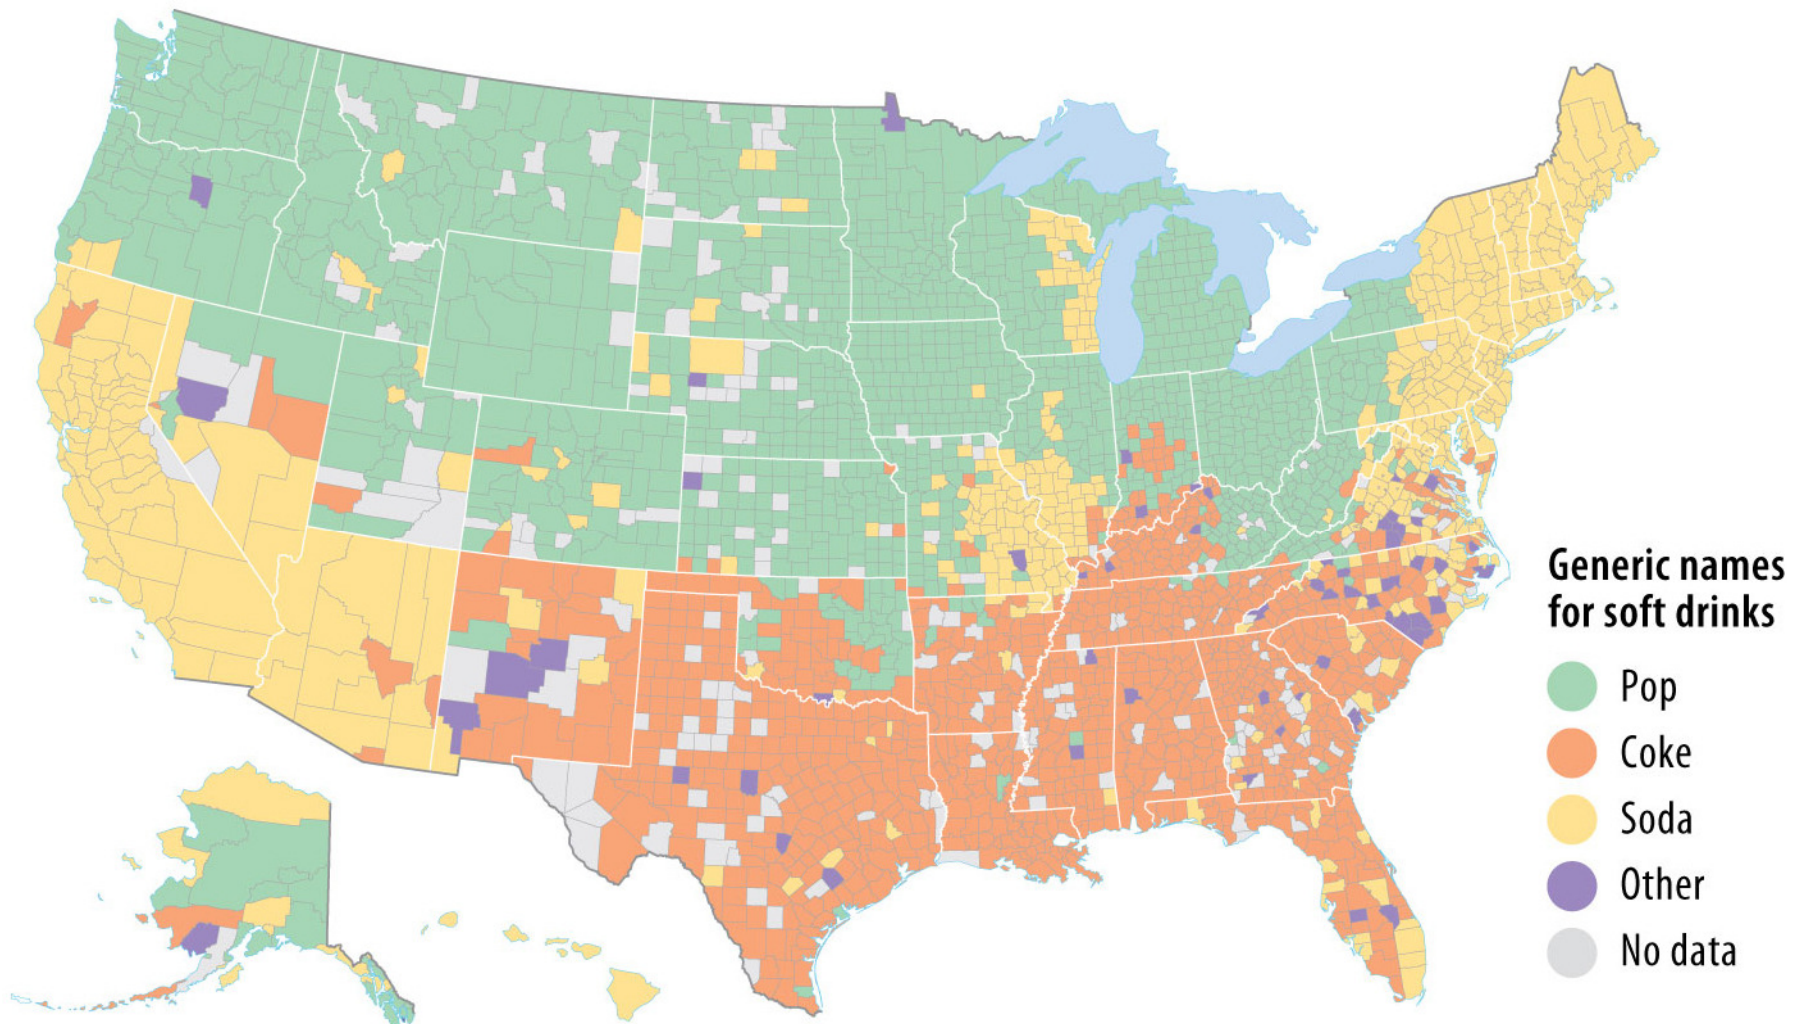 Generic names
for soft drinks
Pop
Coke
Soda
Other
No data